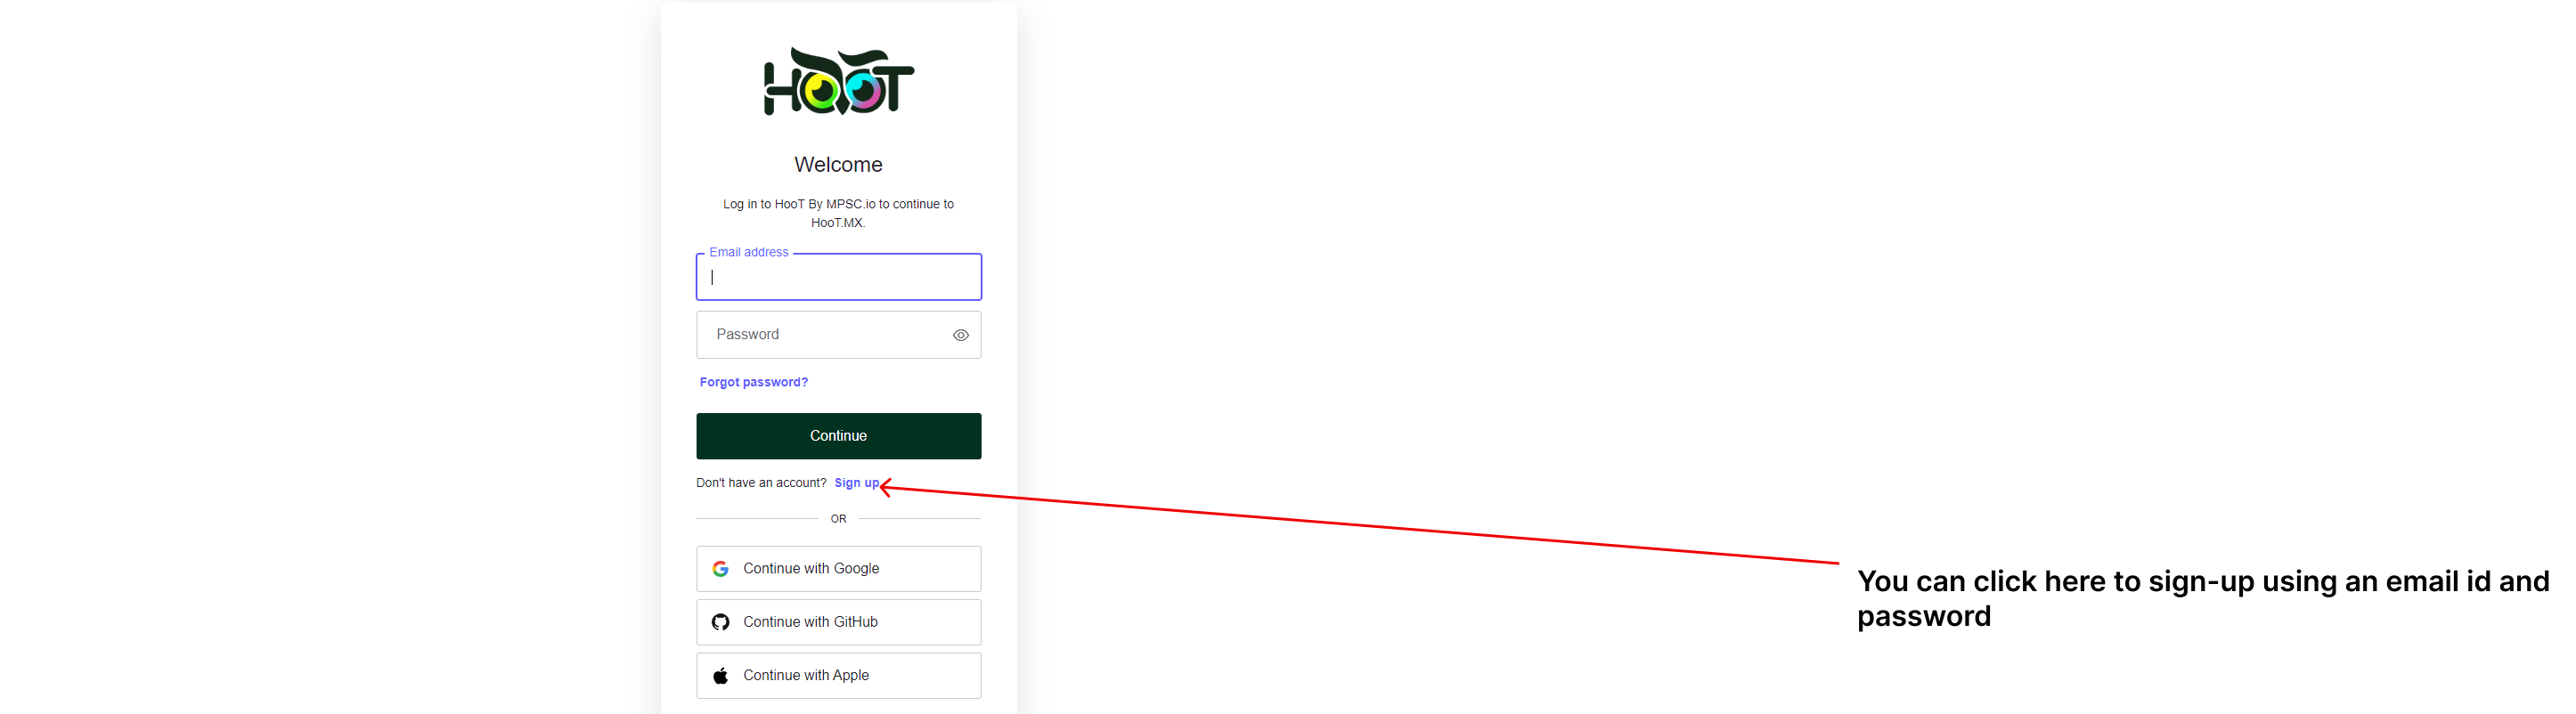 HOOT
Welcome
Log in to HooT By MPSC.io to continue to
HooT.MX.
Email address
Password
Forgot password?
Continue
Don't have an account? Sign up
OR
Continue with Google
Continue with GitHub
Continue with Apple
You can click here to sign-up using an email id and
password